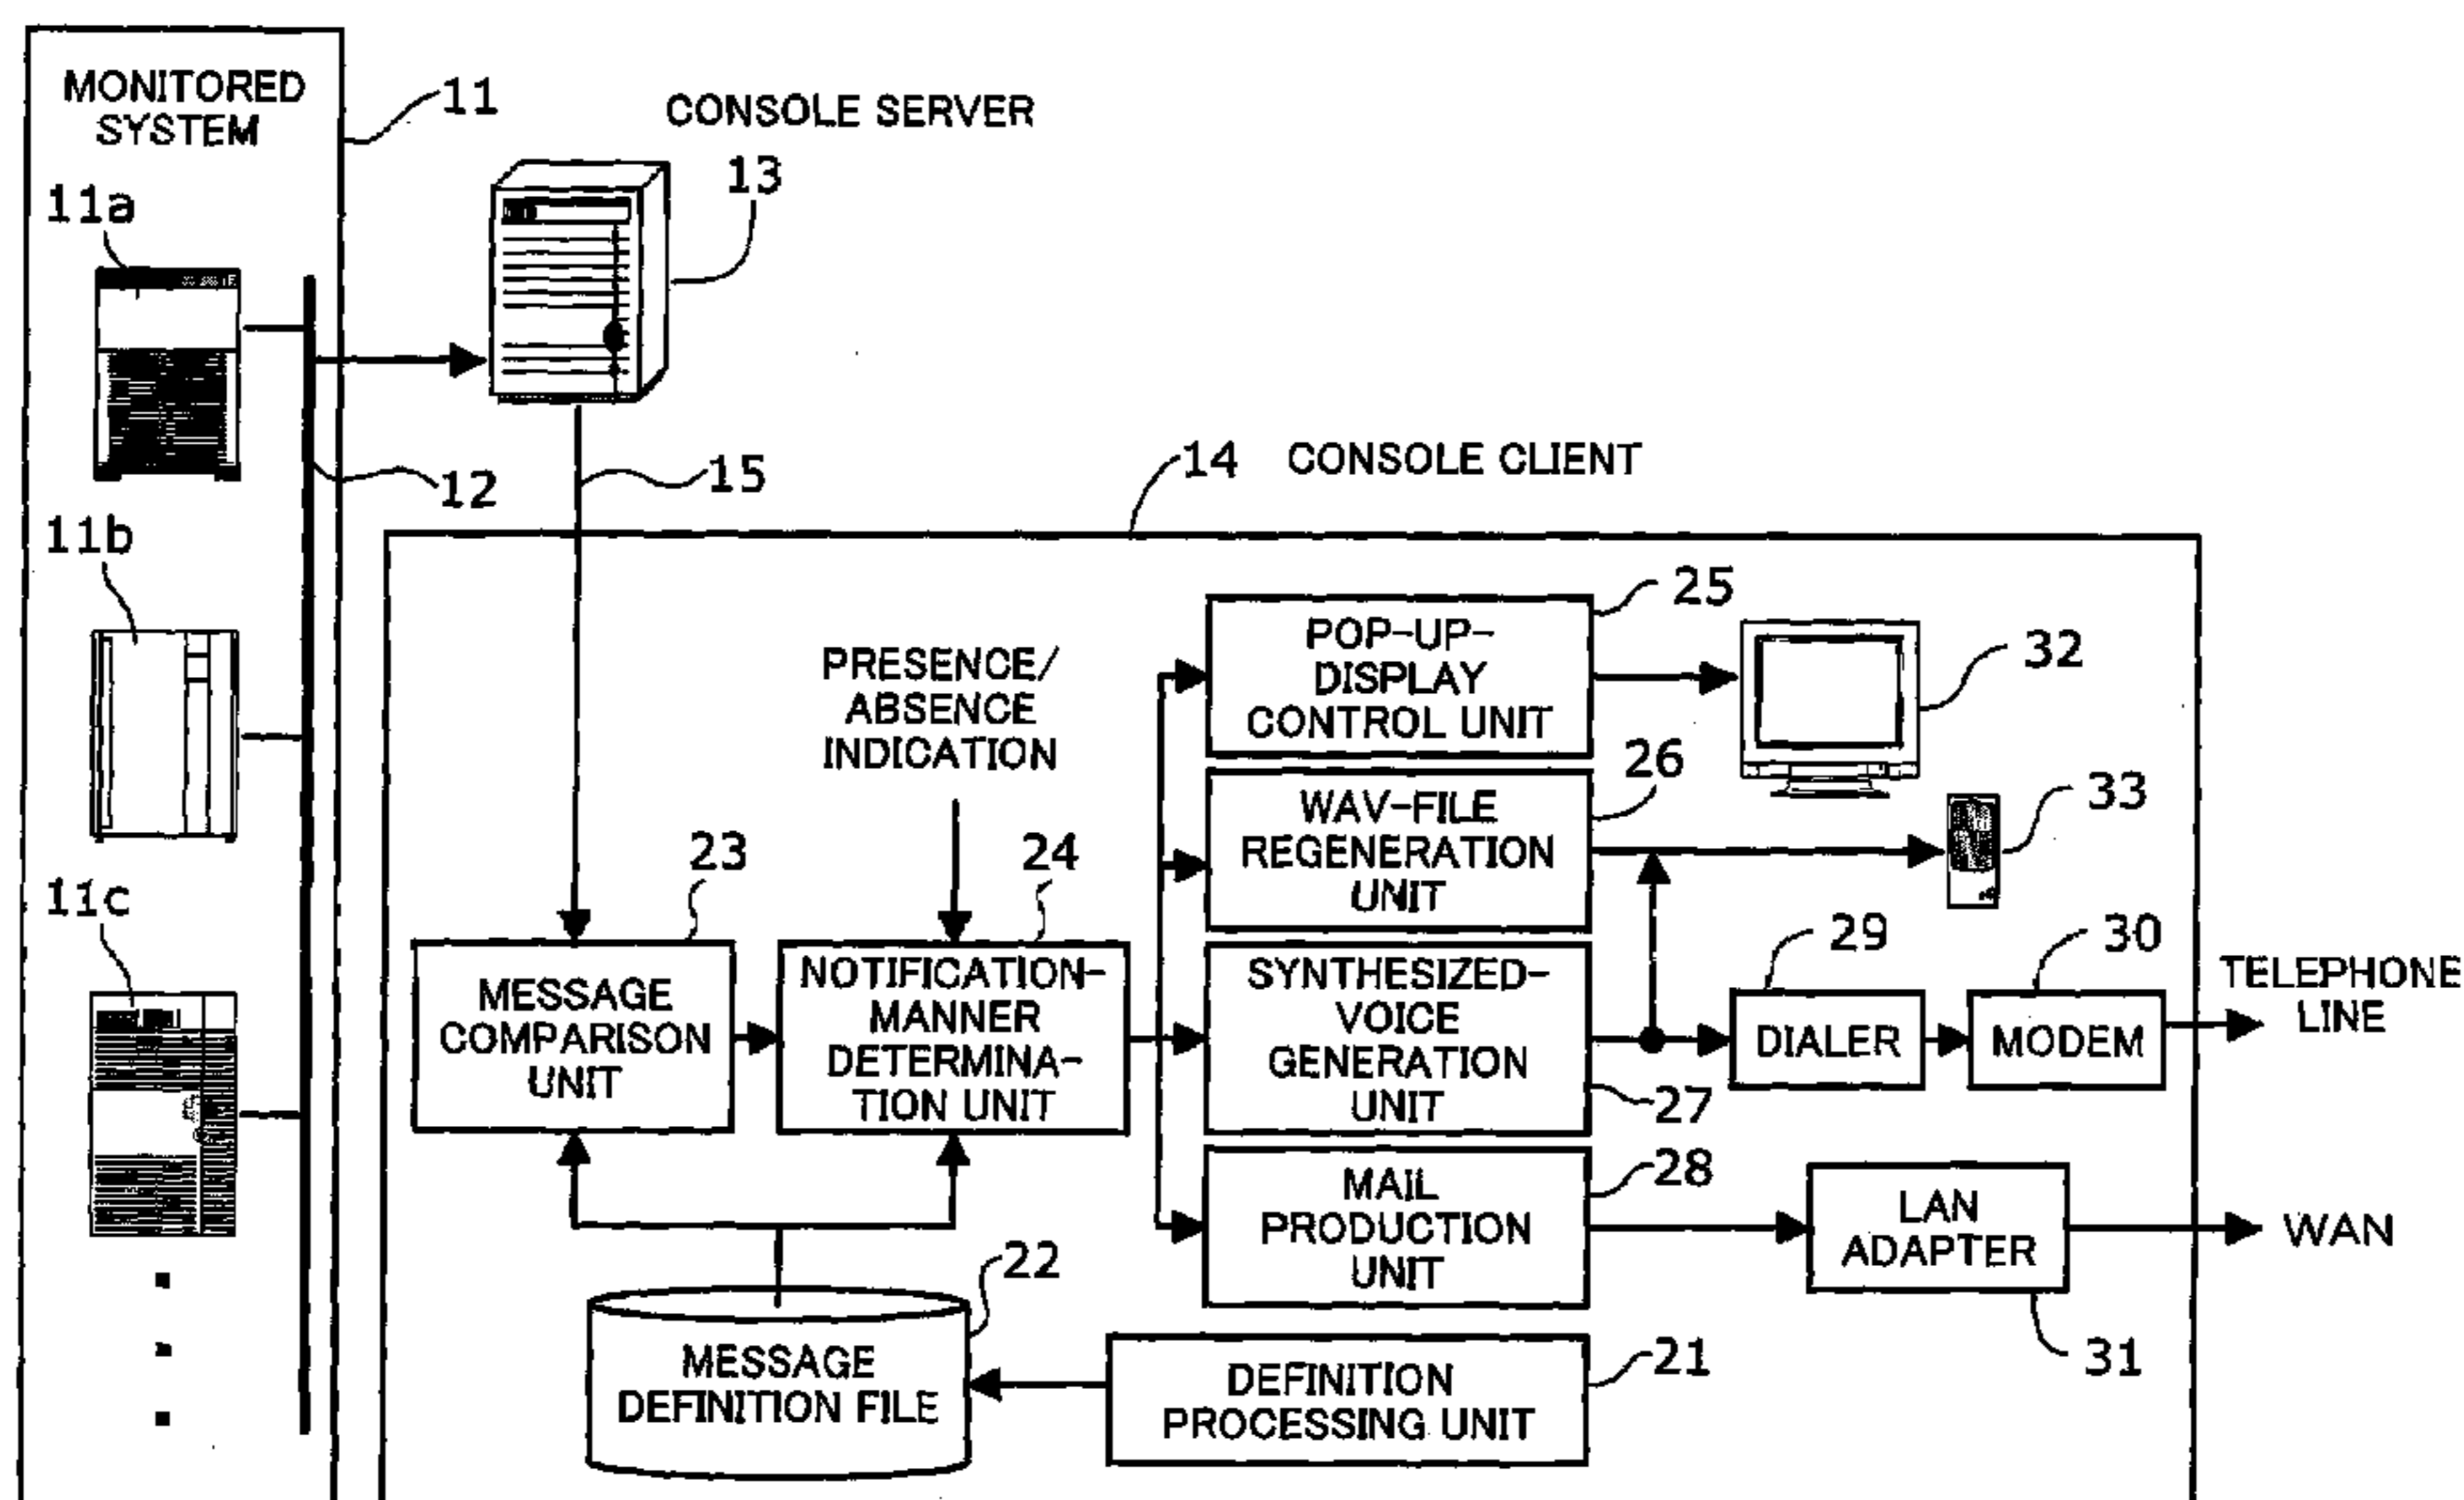 MONITORED
SYSTEM
11
CONSOLE SERVER
13
11a
12
15
14 CONSOLE CLIENT
11b
25
POP-UP-
DISPLAY
CONTROL UNIT
32
PRESENCE/
ABSENCE
INDICATION
26
WAV-FILE
REGENERATION
UNIT
33
11c
23
24
MESSAGE
COMPARISON
UNIT
NOTIFICATION-
MANNER
DETERMINA-
TION UNIT
SYNTHESIZED-
VOICE
GENERATION
UNIT
27
29
DIALER
30
MODEM
TELEPHONE
LINE
28
MAIL
PRODUCTION
UNIT
LAN
ADAPTER
31
WAN
22
MESSAGE
DEFINITION FILE
21
DEFINITION
PROCESSING UNIT